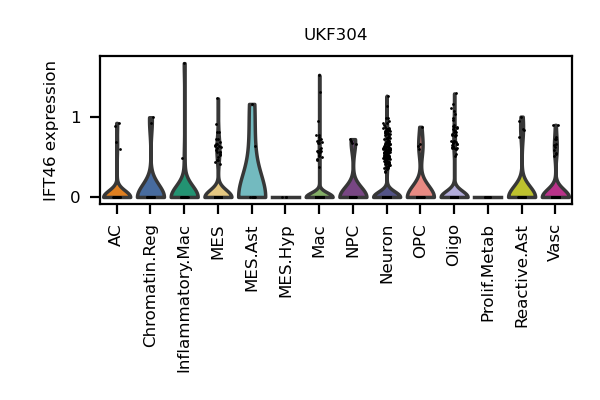 UKF304
IFT46 expression
1
0
AC
Chromatin.Reg
Inflammatory.Mac
MES
MES.Ast
MES.Hyp
Mac
NPC
Neuron
OPC
Oligo
Prolif.Metab
Reactive.Ast
Vasc